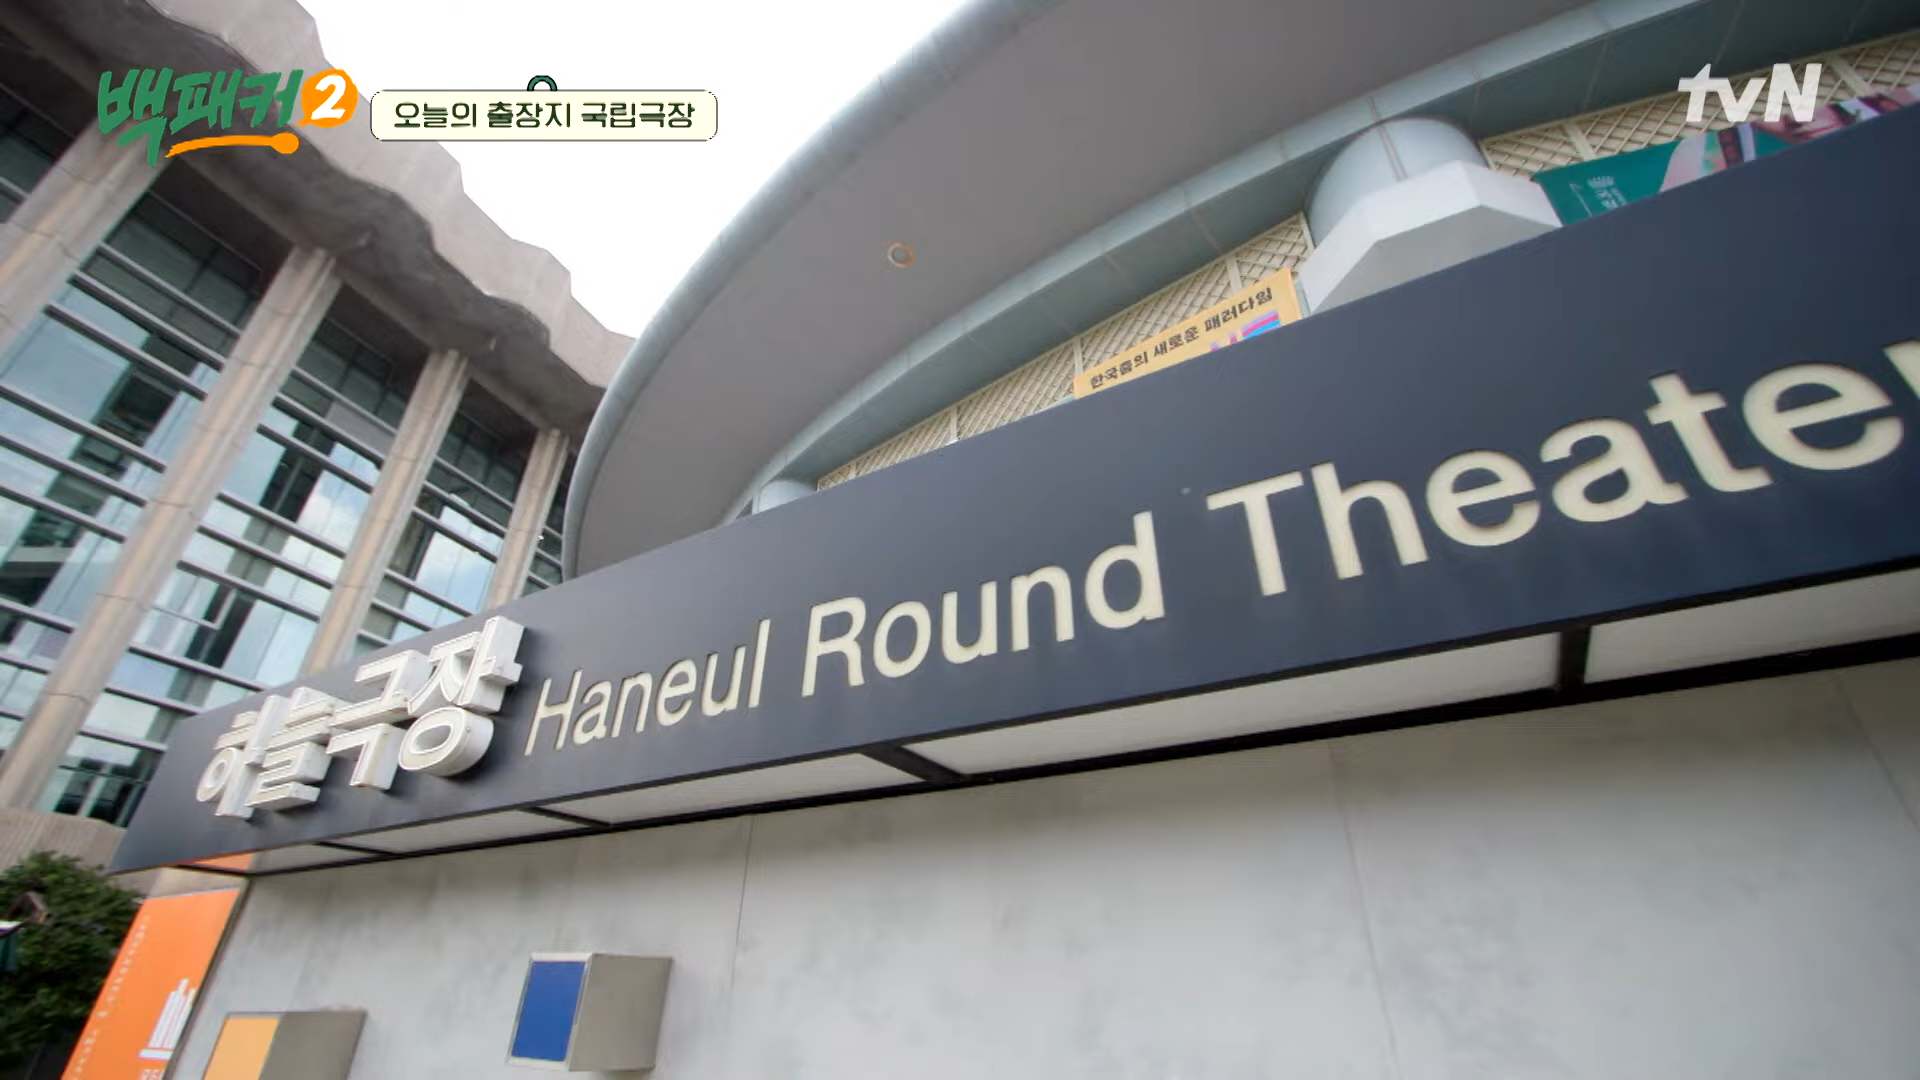 백패커2
오늘의 출장지 국립극장
tvN
한국춤의 새로운 패러다임
하늘극장 Haneul Round Theater